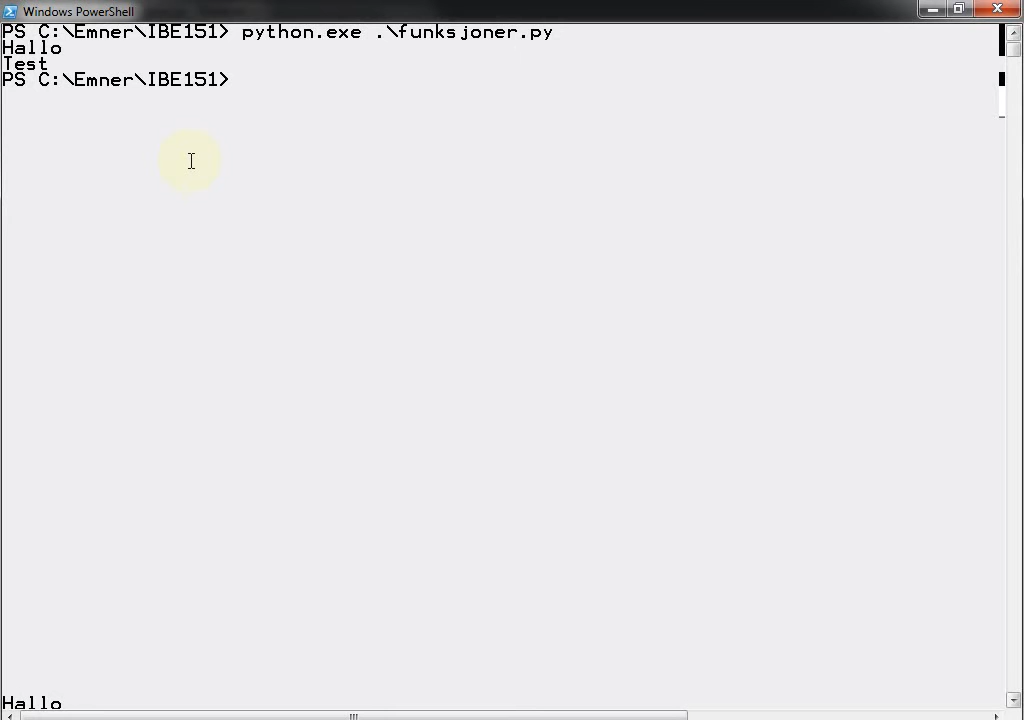 Windows PowerShell
PS C:\Emner\IBE151> python.exe .\funksjoner.py
Hallo
Test
PS C:\Emner\IBE151>
Hallo